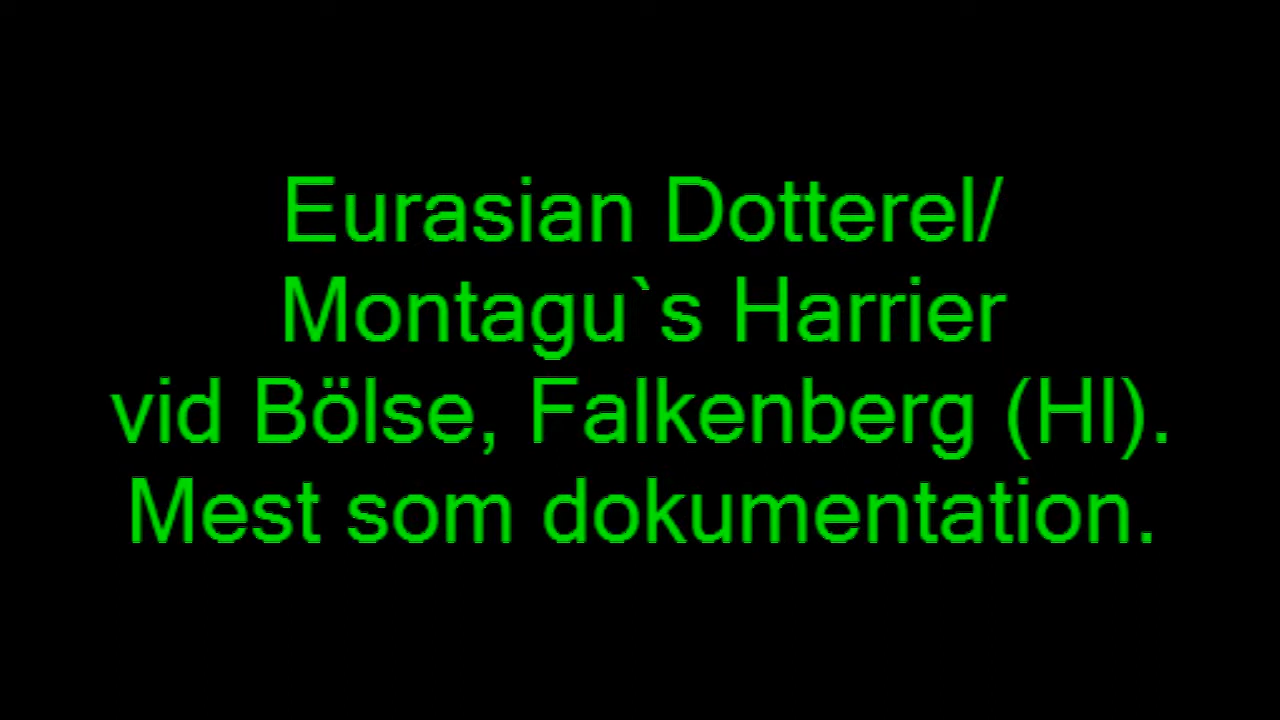 Eurasian Dotterel/
Montagu`s Harrier
vid Bölse, Falkenberg (Hl).
Mest som dokumentation.